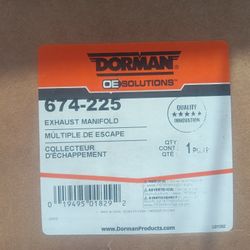 DORMAN®
OE SOLUTIONS™
674-225
QUALITY
INNOVATION
EXHAUST MANIFOLD
MÚLTIPLE DE ESCAPE
COLLECTEUR
D'ÉCHAPPEMENT
QTY
CONT
QTÉ
1
0 19495 01829 2
www.DormanProducts.com